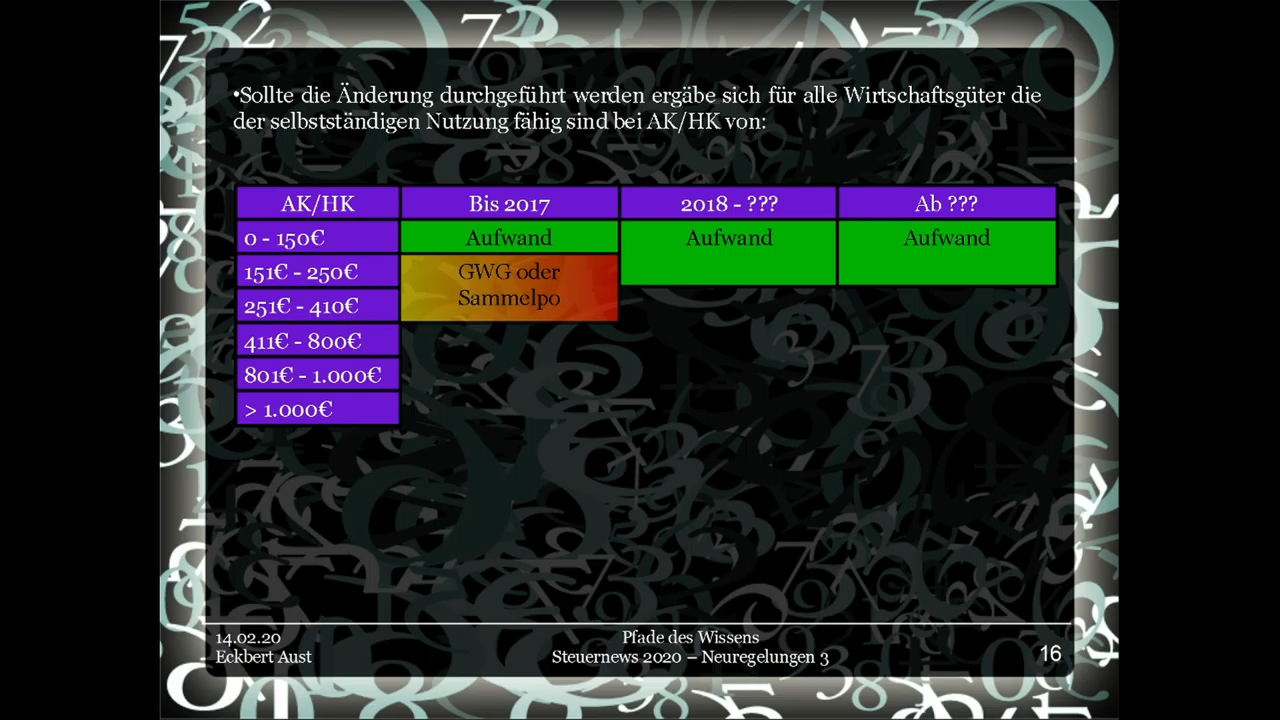 •Sollte die Änderung durchgeführt werden ergäbe sich für alle Wirtschaftsgüter die
der selbstständigen Nutzung fähig sind bei AK/HK von:
AK/HK Bis 2017 2018 - ??? Ab ???
0 - 150€ Aufwand Aufwand Aufwand
151€ - 250€ GWG oder
251€ - 410€ Sammelpo
411€ - 800€
801€ - 1.000€
> 1.000€
14.02.20 Pfade des Wissens
Eckbert Aust Steuernews 2020 – Neuregelungen 3 16